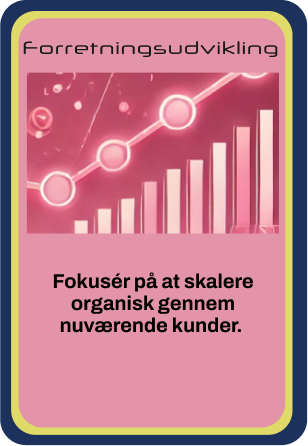 Forretningsudvikling
Fokusér på at skalere
organisk gennem
nuværende kunder.